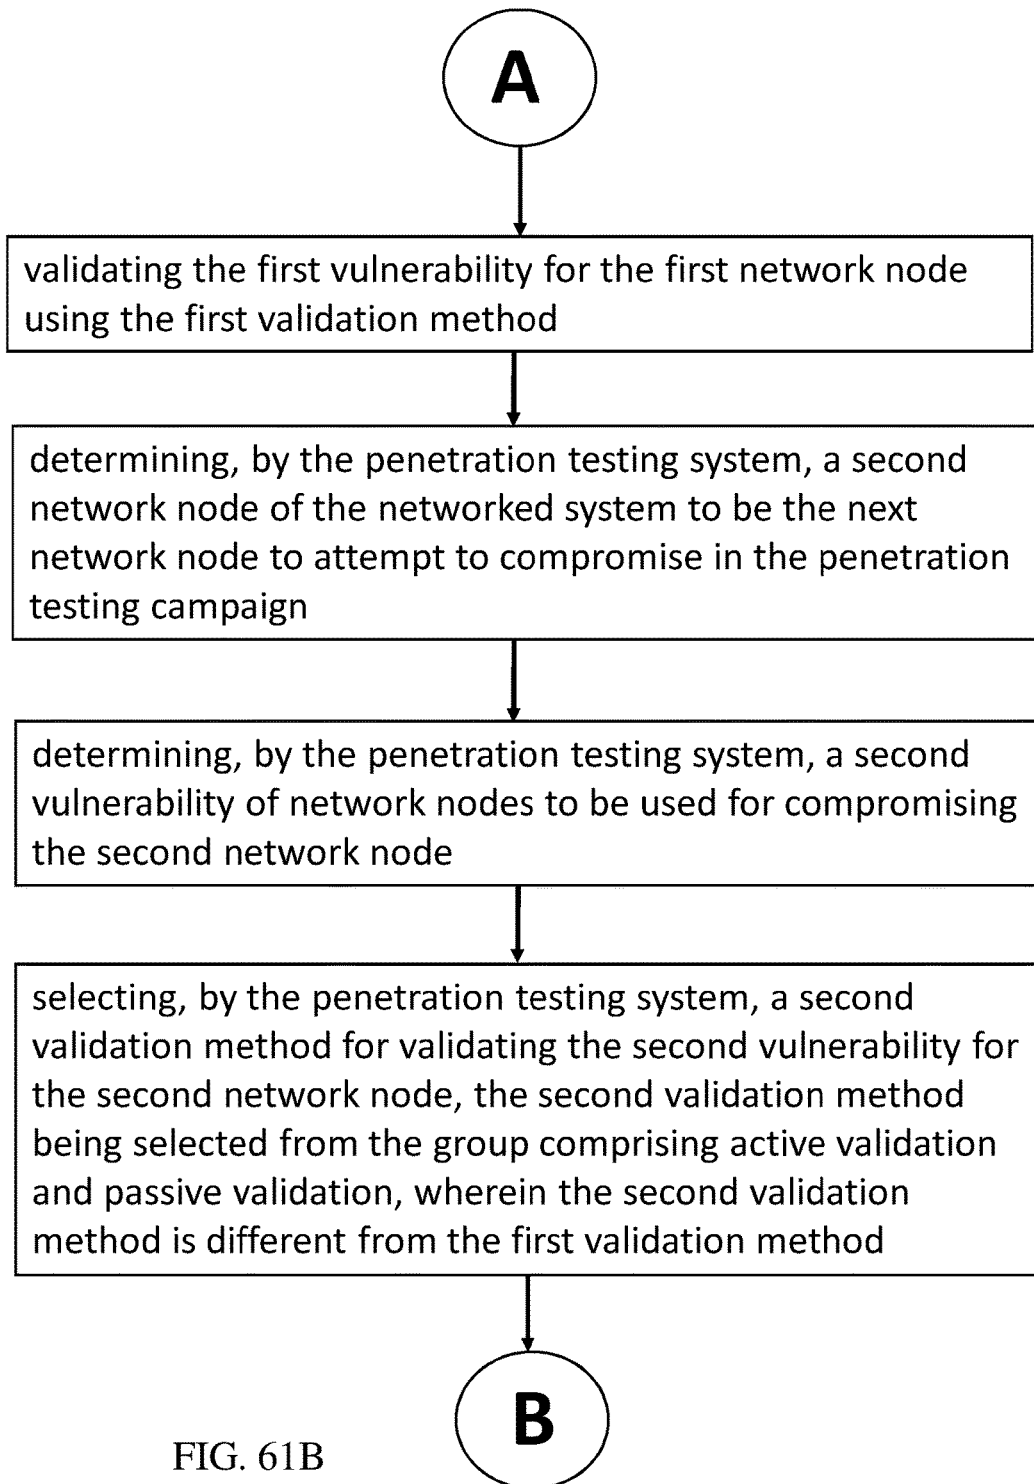 A
validating the first vulnerability for the first network node
using the first validation method
determining, by the penetration testing system, a second
network node of the networked system to be the next
network node to attempt to compromise in the penetration
testing campaign
determining, by the penetration testing system, a second
vulnerability of network nodes to be used for compromising
the second network node
selecting, by the penetration testing system, a second
validation method for validating the second vulnerability for
the second network node, the second validation method
being selected from the group comprising active validation
and passive validation, wherein the second validation
method is different from the first validation method
B
FIG. 61B